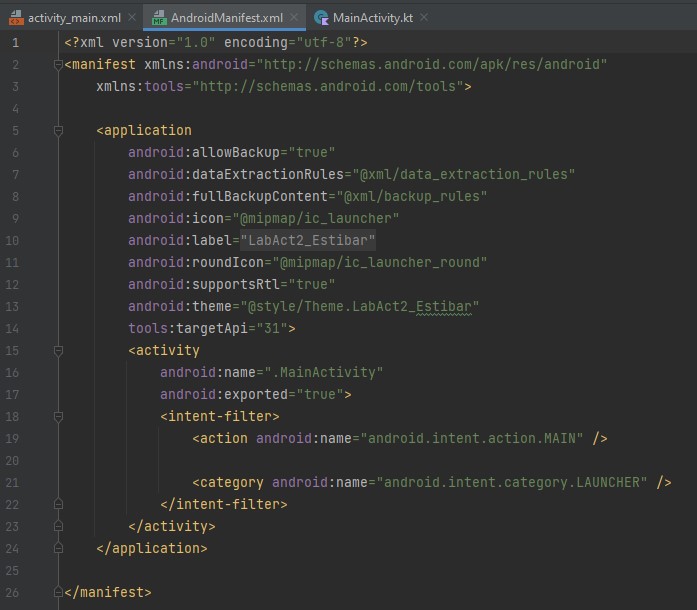 activity_main.xml AndroidManifest.xml MainActivity.kt
1 <?xml version="1.0" encoding="utf-8"?>
2 <manifest xmlns:android="http://schemas.android.com/apk/res/android"
3 xmlns:tools="http://schemas.android.com/tools">
4
5 <application
6 android:allowBackup="true"
7 android:dataExtractionRules="@xml/data_extraction_rules"
8 android:fullBackupContent="@xml/backup_rules"
9 android:icon="@mipmap/ic_launcher"
10 android:label="LabAct2_Estibar"
11 android:roundIcon="@mipmap/ic_launcher_round"
12 android:supportsRtl="true"
13 android:theme="@style/Theme.LabAct2_Estibar"
14 tools:targetApi="31">
15 <activity
16 android:name=".MainActivity"
17 android:exported="true">
18 <intent-filter>
19 <action android:name="android.intent.action.MAIN" />
20
21 <category android:name="android.intent.category.LAUNCHER" />
22 </intent-filter>
23 </activity>
24 </application>
25
26 </manifest>